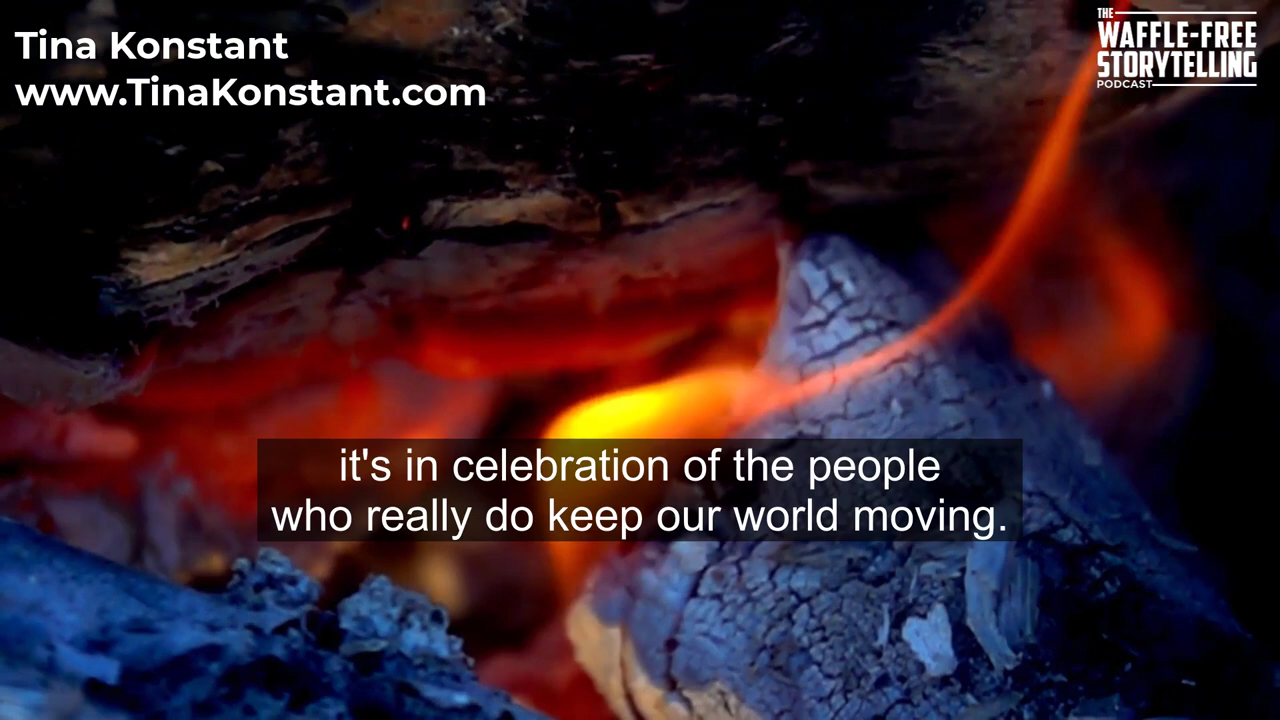 Tina Konstant
www.TinaKonstant.com
THE
WAFFLE-FREE
STORYTELLING
PODCAST
it's in celebration of the people
who really do keep our world moving.